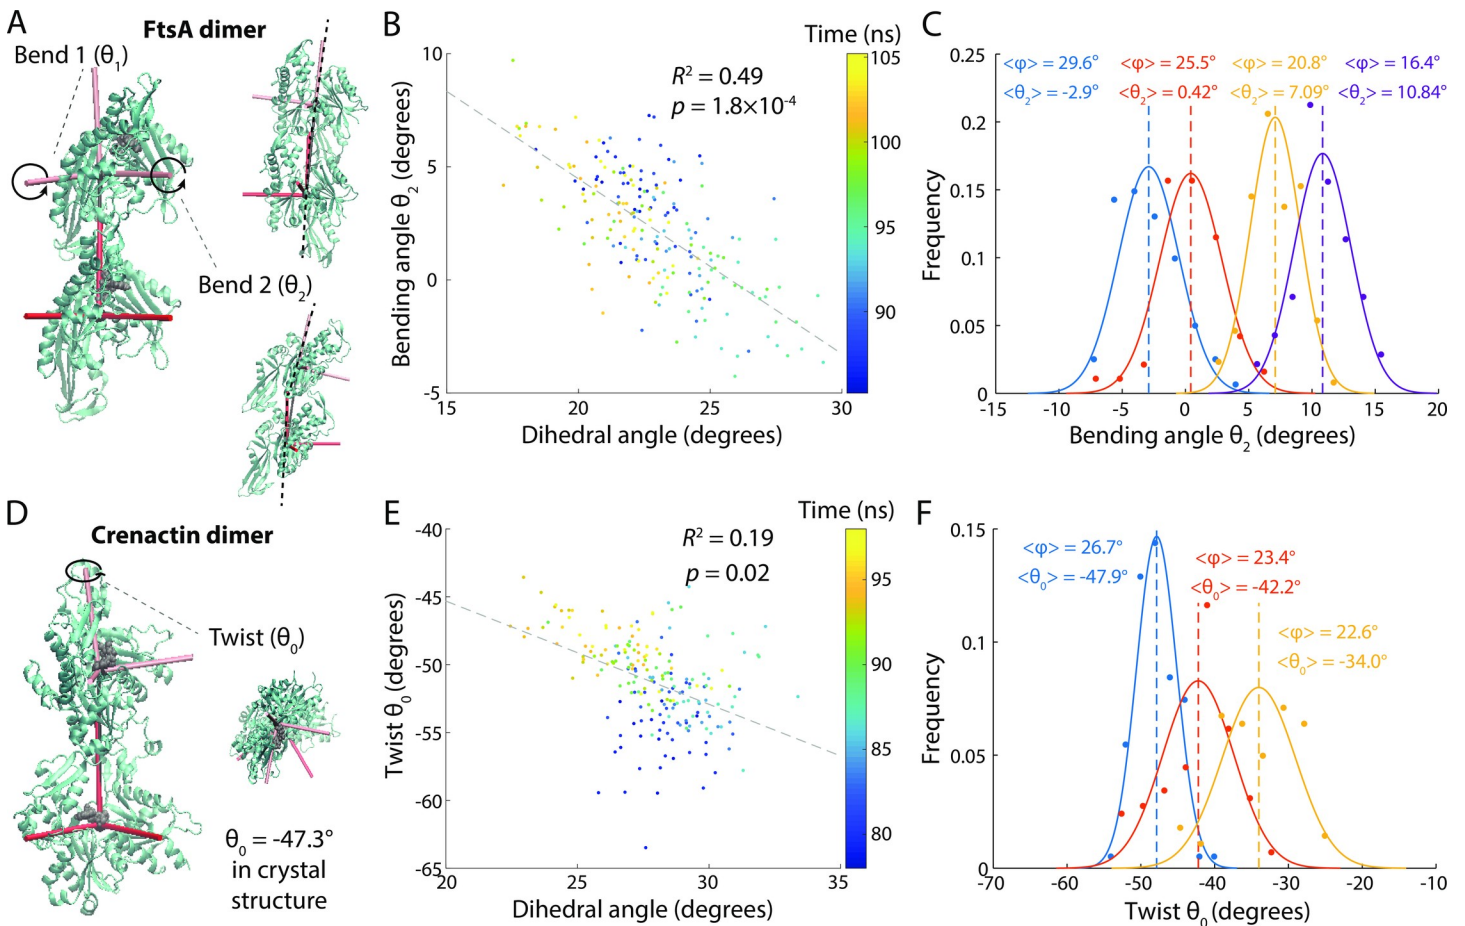 A
FtsA dimer
Bend 1 (θ₁)
Bend 2 (θ₂)
B
Time (ns)
R² = 0.49
p = 1.8×10⁻⁴
10
5
0
-5
Bending angle θ₂ (degrees)
15
20
25
30
Dihedral angle (degrees)
105
100
95
90
C
<φ> = 29.6°
<θ₂> = -2.9°
<φ> = 25.5°
<θ₂> = 0.42°
<φ> = 20.8°
<θ₂> = 7.09°
<φ> = 16.4°
<θ₂> = 10.84°
0.25
0.2
0.15
0.1
0.05
0
Frequency
-15
-10
-5
0
5
10
15
20
Bending angle θ₂ (degrees)
D
Crenactin dimer
Twist (θ₀)
θ₀ = -47.3°
in crystal
structure
E
Time (ns)
R² = 0.19
p = 0.02
-40
-45
-50
-55
-60
-65
Twist θ₀ (degrees)
20
25
30
35
Dihedral angle (degrees)
95
90
85
80
F
<φ> = 26.7°
<θ₀> = -47.9°
<φ> = 23.4°
<θ₀> = -42.2°
<φ> = 22.6°
<θ₀> = -34.0°
0.15
0.1
0.05
0
Frequency
-70
-60
-50
-40
-30
-20
-10
Twist θ₀ (degrees)